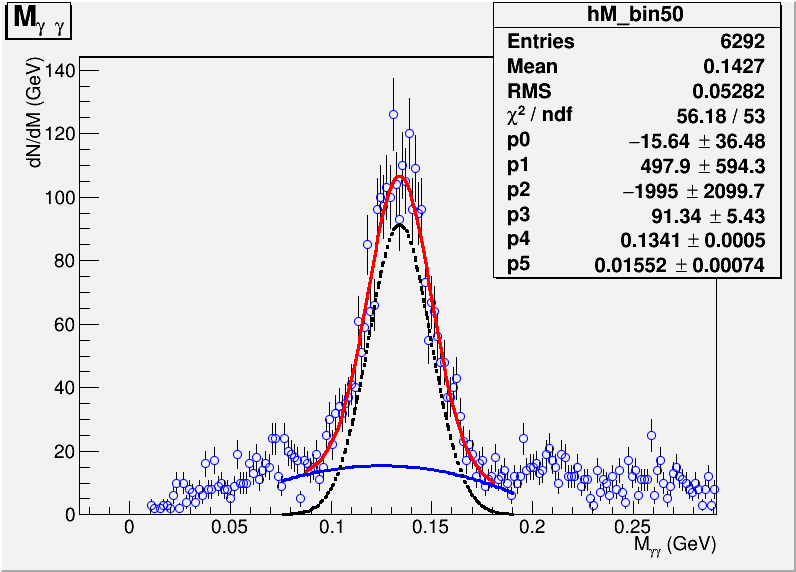 M γ γ
hM_bin50
Entries 6292
Mean 0.1427
RMS 0.05282
χ² / ndf 56.18 / 53
p0 −15.64 ± 36.48
p1 497.9 ± 594.3
p2 −1995 ± 2099.7
p3 91.34 ± 5.43
p4 0.1341 ± 0.0005
p5 0.01552 ± 0.00074
dN/dM (GeV)
140
120
100
80
60
40
20
0
0 0.05 0.1 0.15 0.2 0.25
Mγγ (GeV)